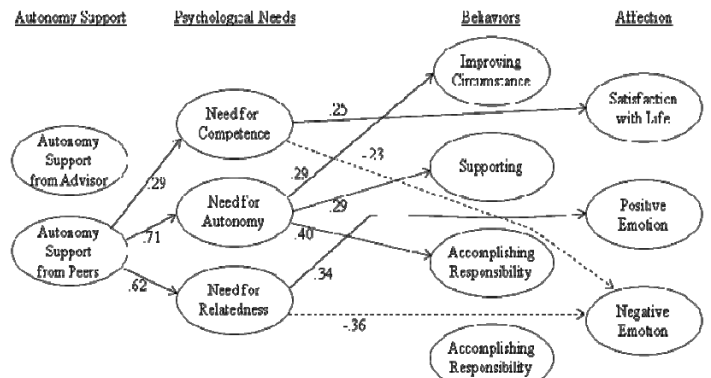 Autonomy Support
Psychological Needs
Behaviors
Affection
Improving
Circumstance
Need for
Competence
.25
Satisfaction
with Life
Autonomy
Support
from Advisor
-.23
Supporting
.29
.29
.29
Need for
Autonomy
Positive
Emotion
.71
.40
Autonomy
Support
from Peers
Accomplishing
Responsibility
.62
.34
Need for
Relatedness
Negative
Emotion
-.36
Accomplishing
Responsibility